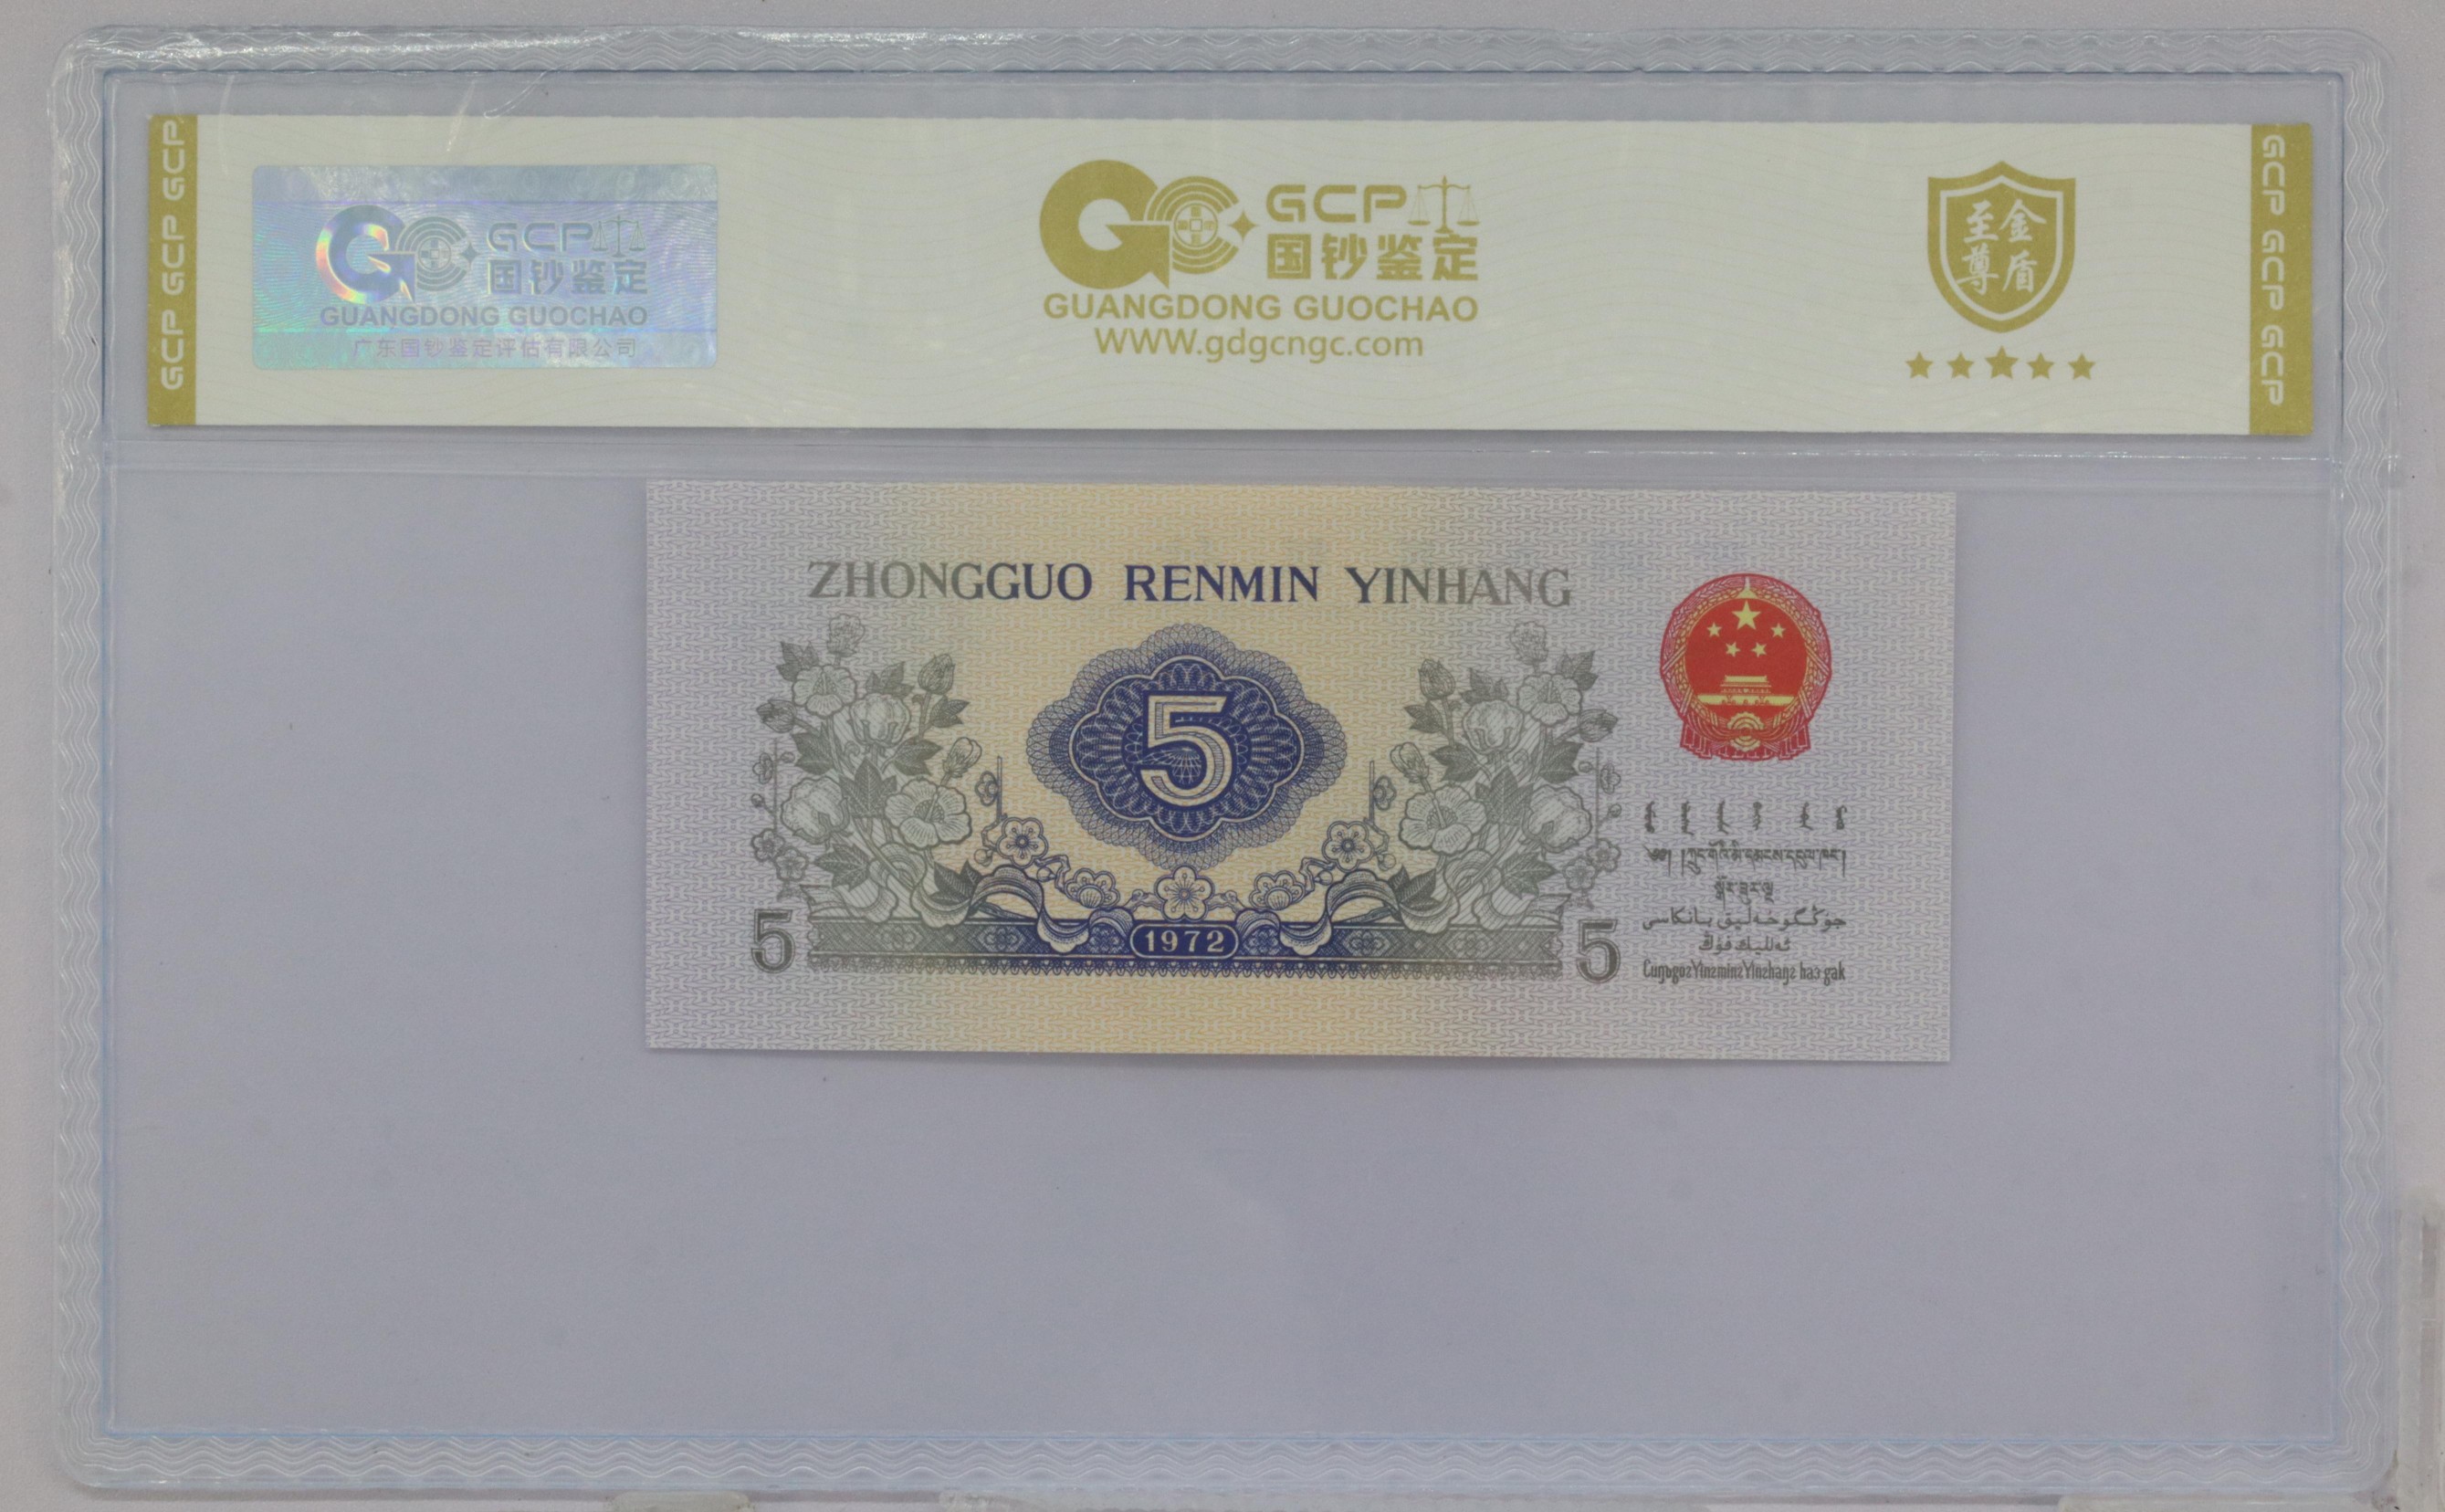 GCP GCP GCP
GCP
国钞鉴定
GUANGDONG GUOCHAO
广东国钞鉴定评估有限公司
GCP
国钞鉴定
GUANGDONG GUOCHAO
WWW.gdgcngc.com
至尊
金盾
GCP GCP GCP
ZHONGGUO RENMIN YINHANG
5
1972
5
5
جۇڭگوخەلىق بانكىسى